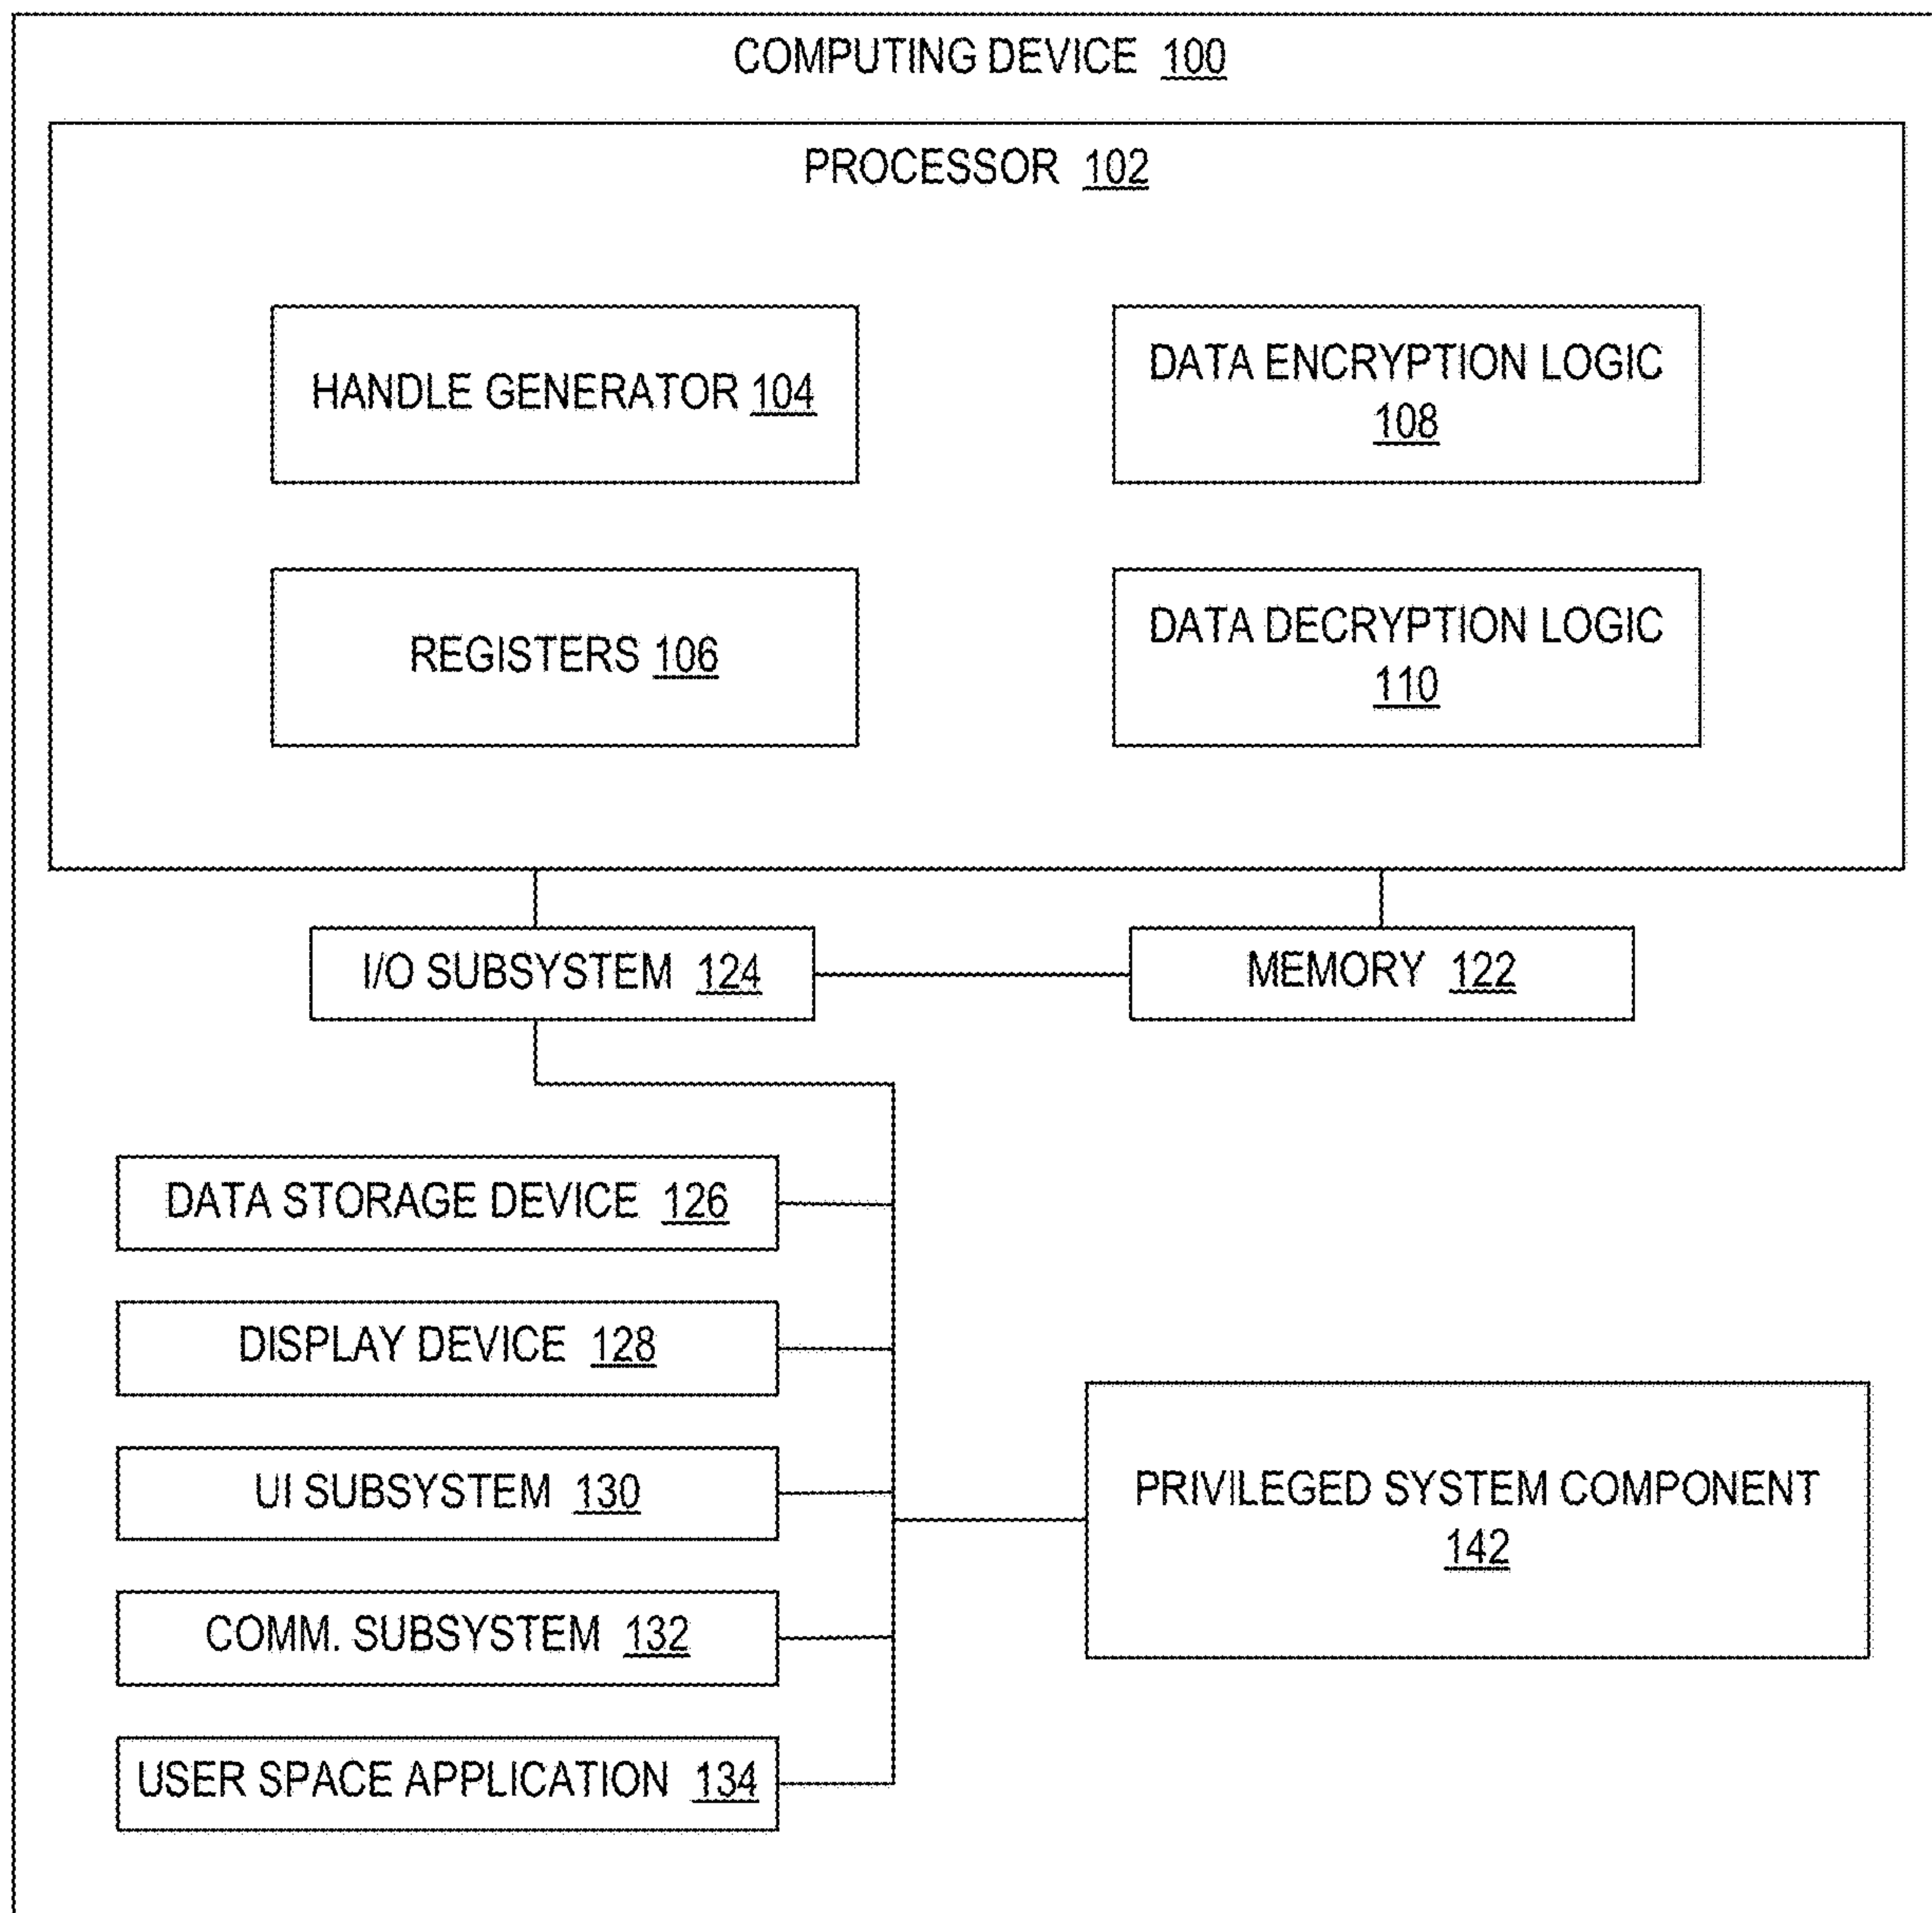 COMPUTING DEVICE 100
PROCESSOR 102
HANDLE GENERATOR 104
DATA ENCRYPTION LOGIC
108
REGISTERS 106
DATA DECRYPTION LOGIC
110
I/O SUBSYSTEM 124
MEMORY 122
DATA STORAGE DEVICE 126
DISPLAY DEVICE 128
UI SUBSYSTEM 130
COMM. SUBSYSTEM 132
USER SPACE APPLICATION 134
PRIVILEGED SYSTEM COMPONENT
142